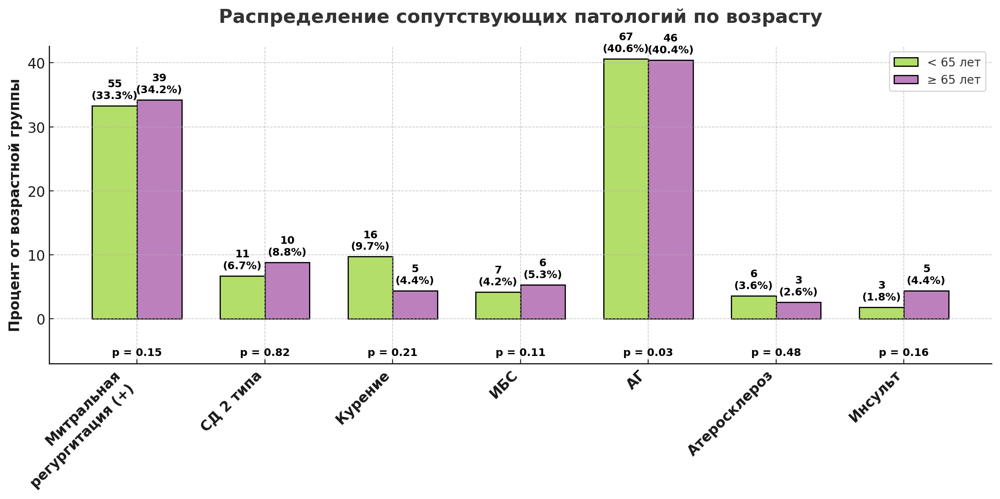 Распределение сопутствующих патологий по возрасту
Процент от возрастной группы
40
30
20
10
0
< 65 лет
≥ 65 лет
55
(33.3%)
39
(34.2%)
11
(6.7%)
10
(8.8%)
16
(9.7%)
5
(4.4%)
7
(4.2%)
6
(5.3%)
67
(40.6%)
46
(40.4%)
6
(3.6%)
3
(2.6%)
3
(1.8%)
5
(4.4%)
p = 0.15
p = 0.82
p = 0.21
p = 0.11
p = 0.03
p = 0.48
p = 0.16
Митральная
регургитация (+)
СД 2 типа
Курение
ИБС
АГ
Атеросклероз
Инсульт